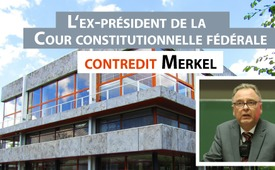 L'EX-PRÉSIDENT DE LA
COUR CONSTITUTIONNELLE FÉDÉRALE
CONTREDIT MERKEL